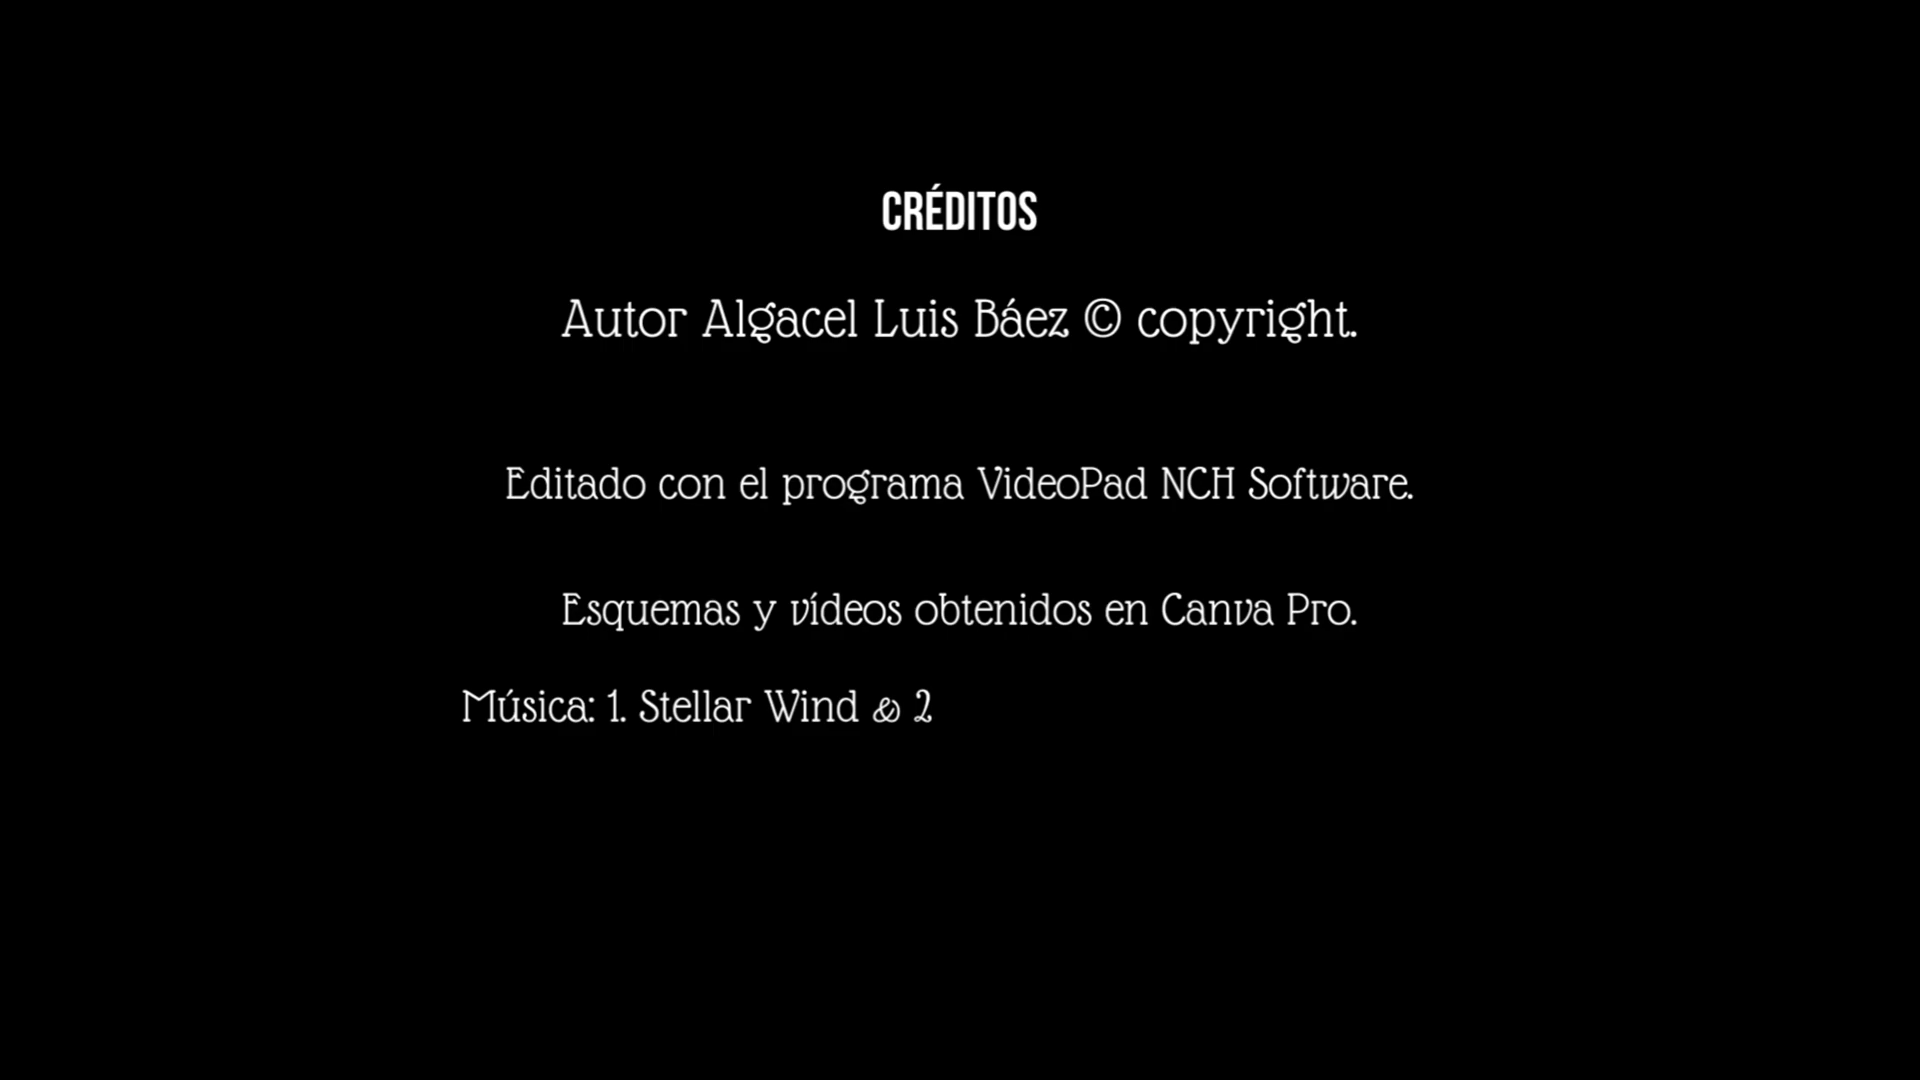 CRÉDITOS
Autor Algacel Luis Báez © copyright.
Editado con el programa VideoPad NCH Software.
Esquemas y vídeos obtenidos en Canva Pro.
Música: 1. Stellar Wind & 2